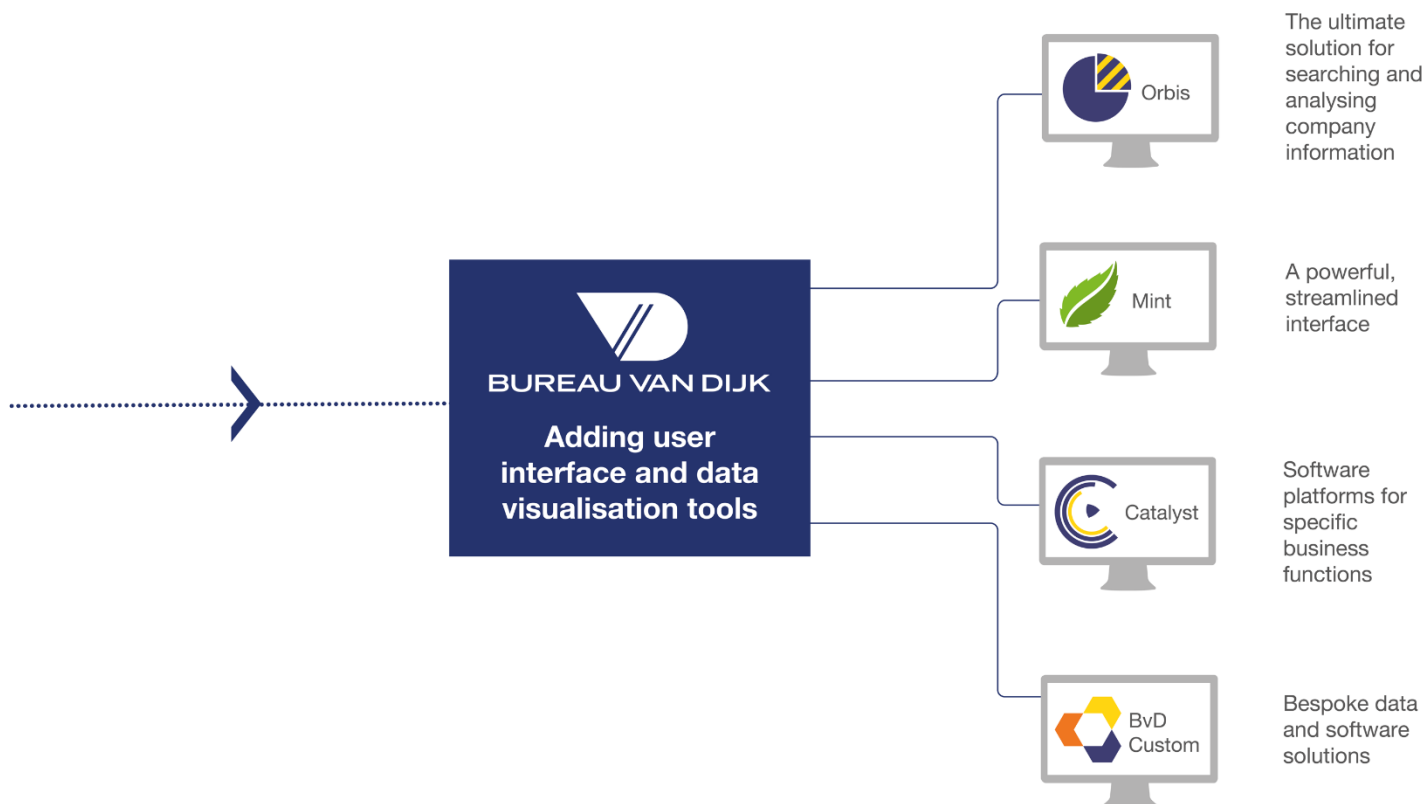 The ultimate
solution for
searching and
analysing
company
information
Orbis
A powerful,
streamlined
interface
Mint
BUREAU VAN DIJK
Adding user
interface and data
visualisation tools
Software
platforms for
specific
business
functions
Catalyst
Bespoke data
and software
solutions
BvD
Custom